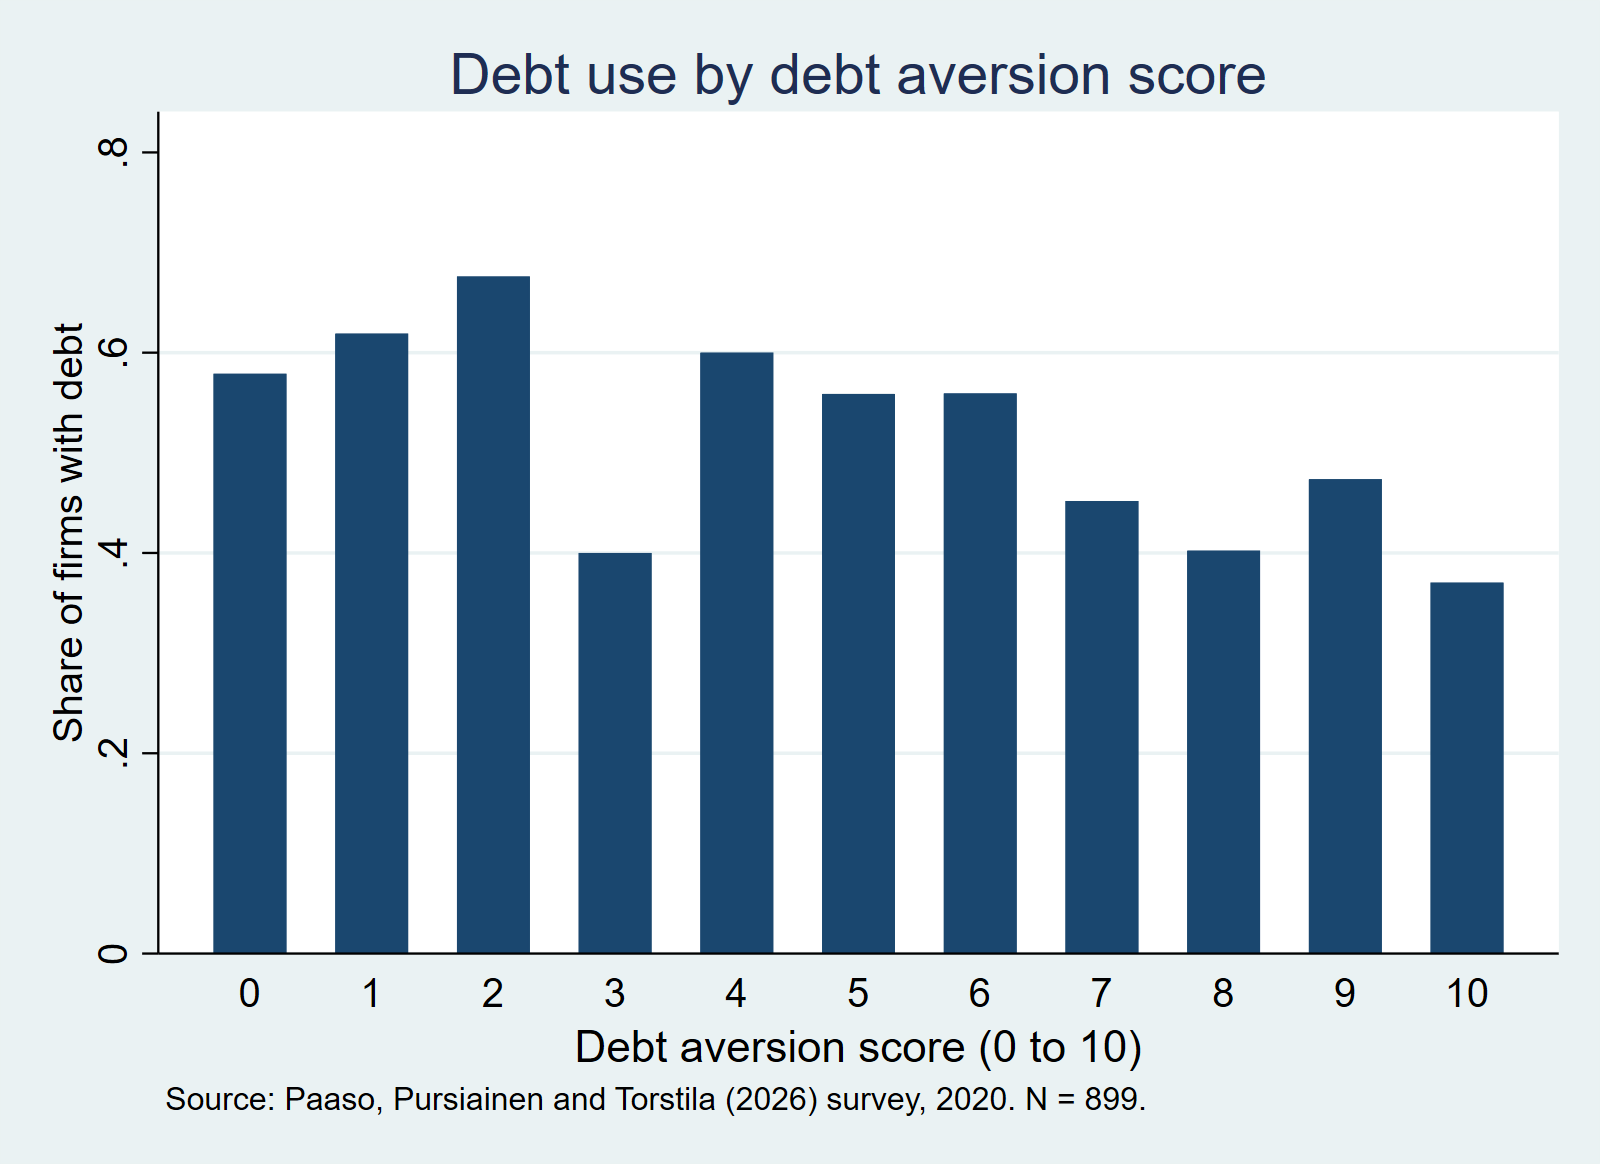 Debt use by debt aversion score
Share of firms with debt
.8
.6
.4
.2
0
0 1 2 3 4 5 6 7 8 9 10
Debt aversion score (0 to 10)
Source: Paaso, Pursiainen and Torstila (2026) survey, 2020. N = 899.